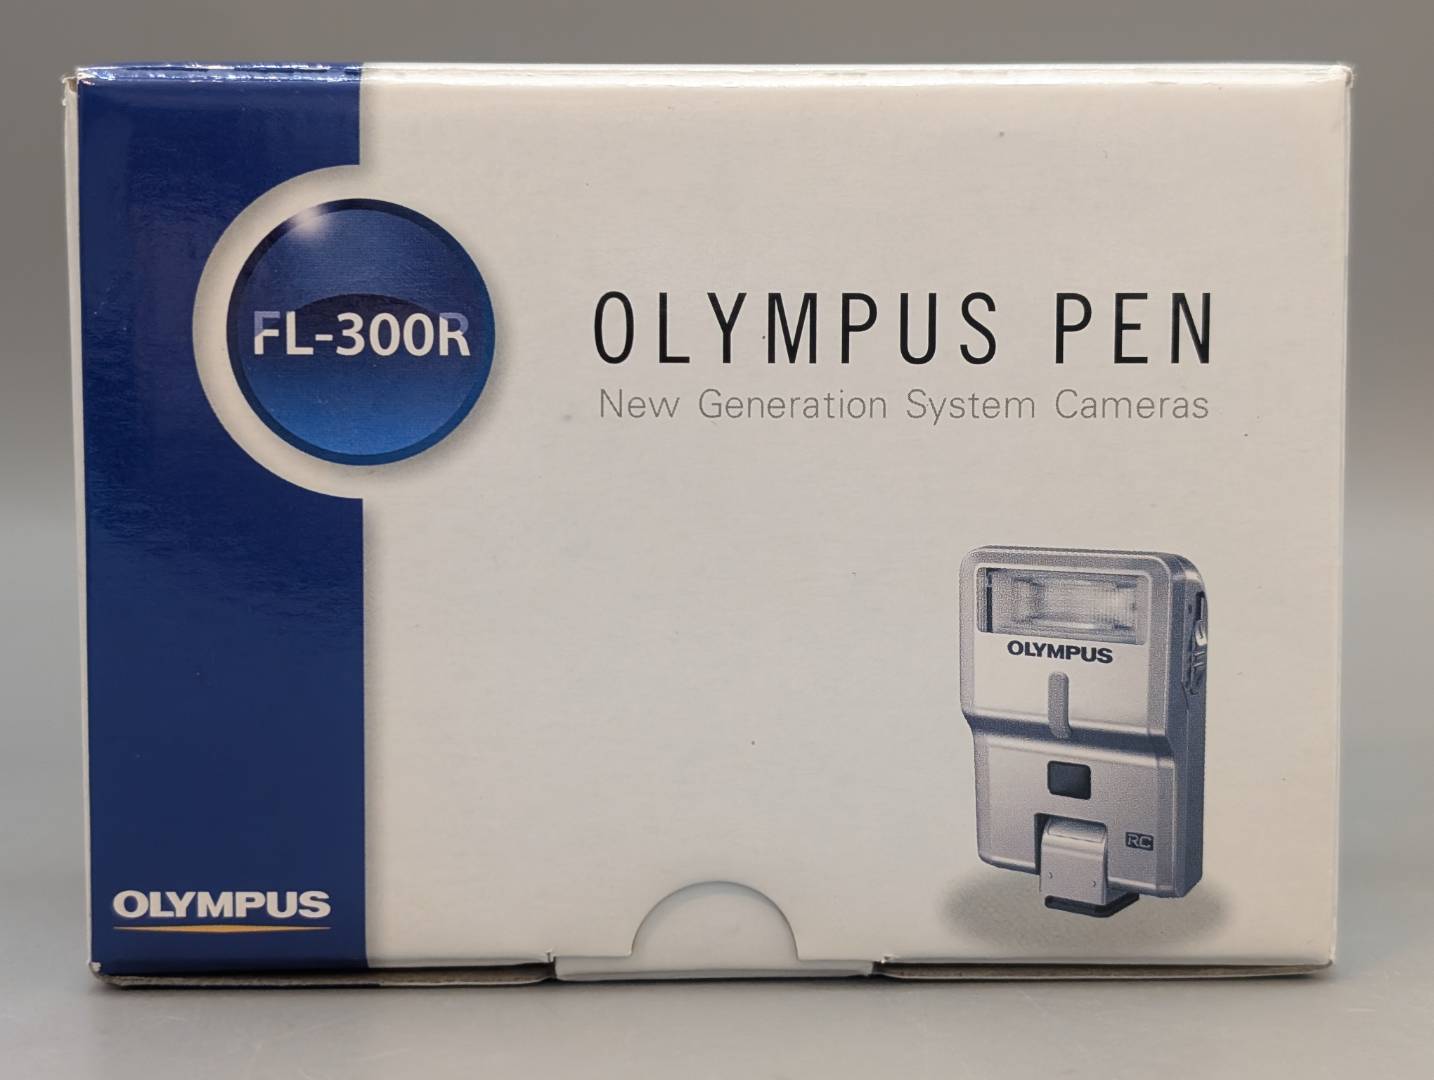 FL-300R
OLYMPUS PEN
New Generation System Cameras
OLYMPUS
RC
OLYMPUS